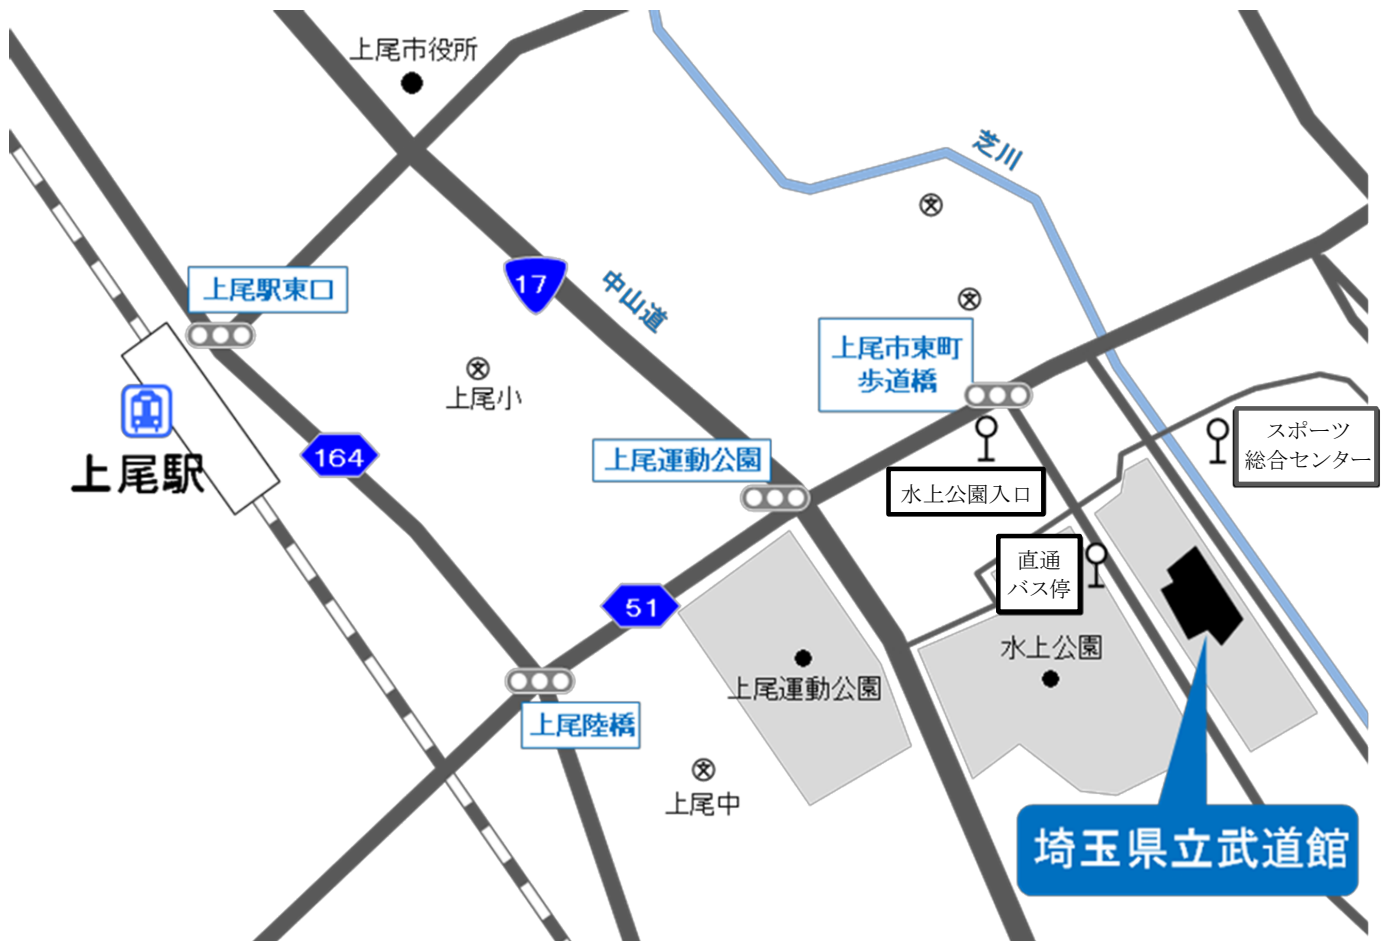 上尾市役所
芝川
上尾駅東口
17
中山道
上尾市東町
歩道橋
上尾小
上尾駅
164
上尾運動公園
スポーツ
総合センター
水上公園入口
直通
バス停
51
水上公園
上尾運動公園
上尾陸橋
上尾中
埼玉県立武道館